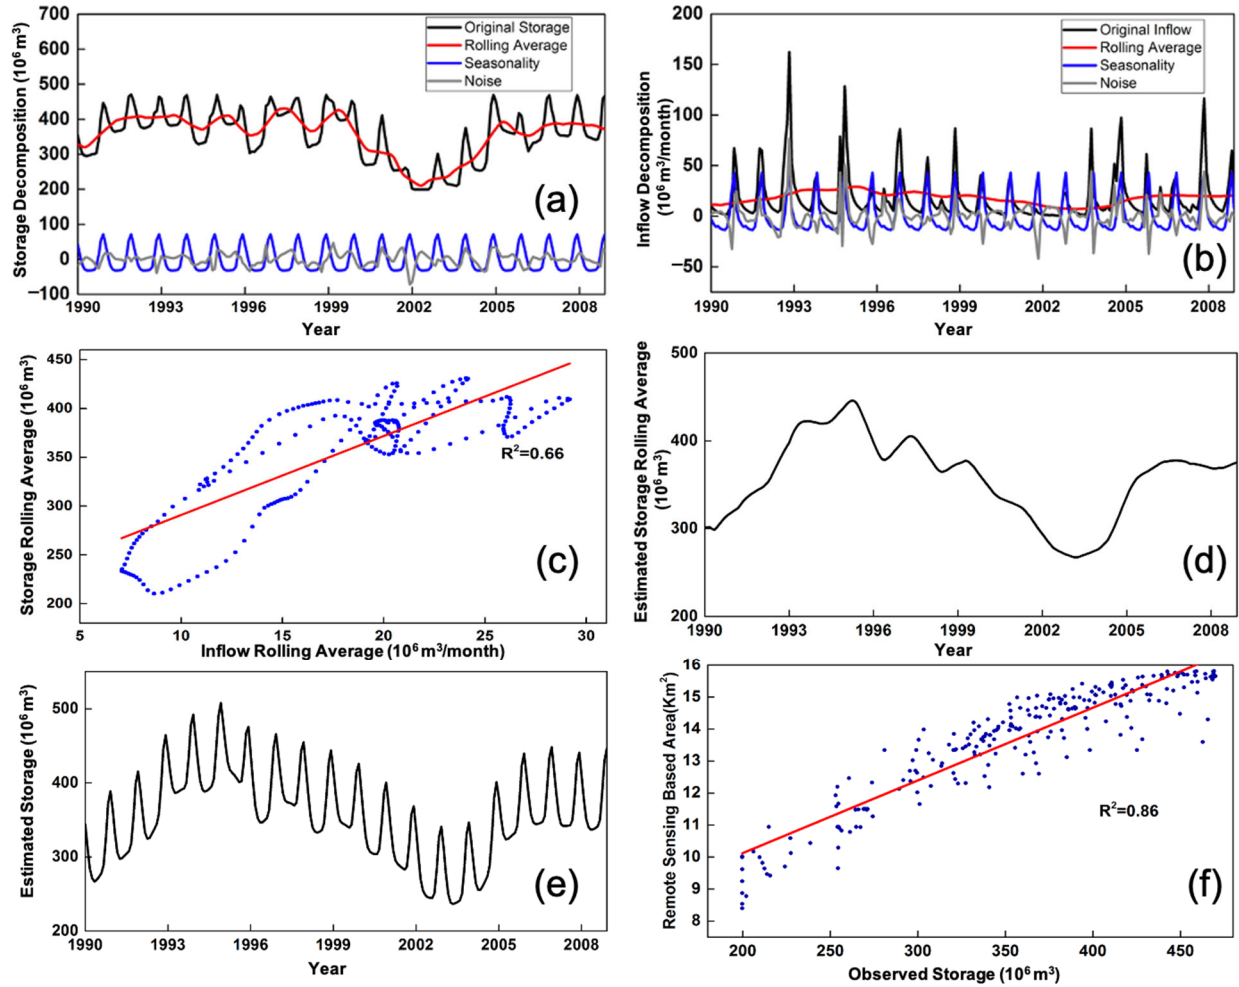 700
600
500
400
300
200
100
0
−100
Storage Decomposition (10⁶ m³)
Original Storage
Rolling Average
Seasonality
Noise
(a)
1990 1993 1996 1999 2002 2005 2008
Year
200
150
100
50
0
−50
Inflow Decomposition
(10⁶ m³/month)
Original Inflow
Rolling Average
Seasonality
Noise
(b)
1990 1993 1996 1999 2002 2005 2008
Year
450
400
350
300
250
200
Storage Rolling Average (10⁶ m³)
R²=0.66
(c)
5 10 15 20 25 30
Inflow Rolling Average (10⁶ m³/month)
500
400
300
200
Estimated Storage Rolling Average
(10⁶ m³)
(d)
1990 1993 1996 1999 2002 2005 2008
Year
500
400
300
200
Estimated Storage (10⁶ m³)
(e)
1990 1993 1996 1999 2002 2005 2008
Year
16
15
14
13
12
11
10
9
8
Remote Sensing Based Area(Km²)
R²=0.86
(f)
200 250 300 350 400 450
Observed Storage (10⁶ m³)